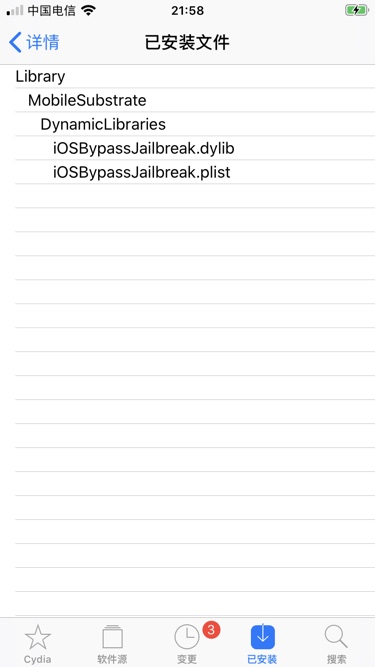 中国电信 21:58
详情 已安装文件
Library
MobileSubstrate
DynamicLibraries
iOSBypassJailbreak.dylib
iOSBypassJailbreak.plist
3
Cydia 软件源 变更 已安装 搜索